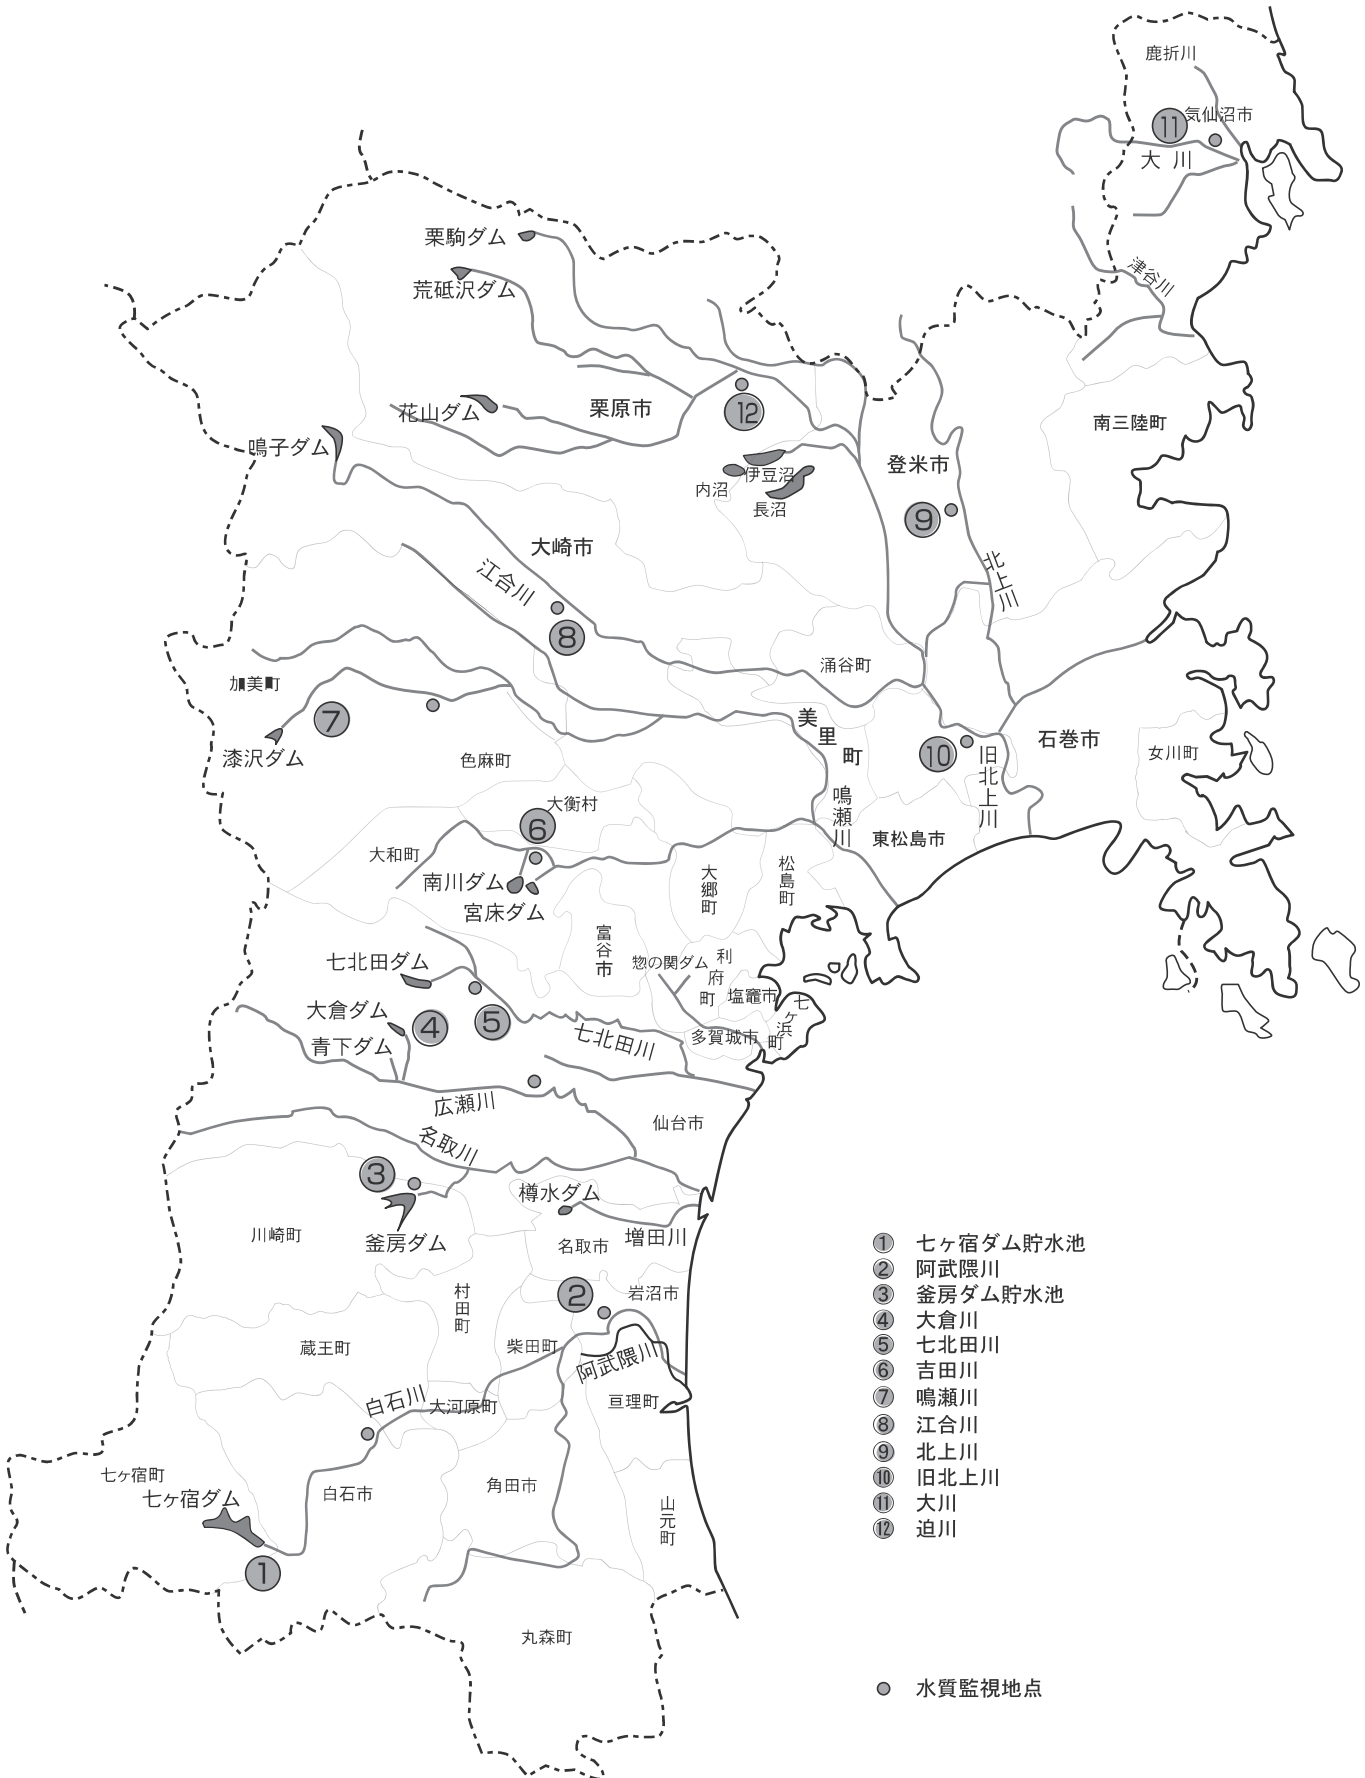 鹿折川
⑪
気仙沼市
大川
津谷川
栗駒ダム
荒砥沢ダム
花山ダム
栗原市
⑫
鳴子ダム
南三陸町
登米市
内沼
伊豆沼
長沼
⑨
大崎市
江合川
⑧
北上川
涌谷町
加美町
⑦
漆沢ダム
色麻町
美里町
⑩
旧北上川
石巻市
女川町
鳴瀬川
東松島市
大衡村
⑥
大和町
南川ダム
宮床ダム
大郷町
松島町
富谷市
七北田ダム
惣の関ダム
利府町
塩竈市
七ヶ浜町
多賀城市
大倉ダム
④
⑤
青下ダム
七北田川
広瀬川
仙台市
名取川
③
釜房ダム
川崎町
樽水ダム
名取市
増田川
②
岩沼市
村田町
柴田町
阿武隈川
蔵王町
白石川
大河原町
亘理町
七ヶ宿町
七ヶ宿ダム
白石市
角田市
山元町
①
丸森町
① 七ヶ宿ダム貯水池
② 阿武隈川
③ 釜房ダム貯水池
④ 大倉川
⑤ 七北田川
⑥ 吉田川
⑦ 鳴瀬川
⑧ 江合川
⑨ 北上川
⑩ 旧北上川
⑪ 大川
⑫ 迫川
水質監視地点